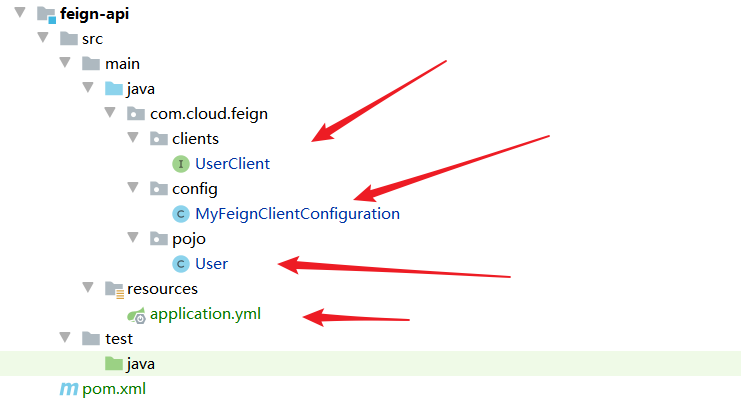 feign-api
src
main
java
com.cloud.feign
clients
I UserClient
config
C MyFeignClientConfiguration
pojo
C User
resources
application.yml
test
java
m pom.xml